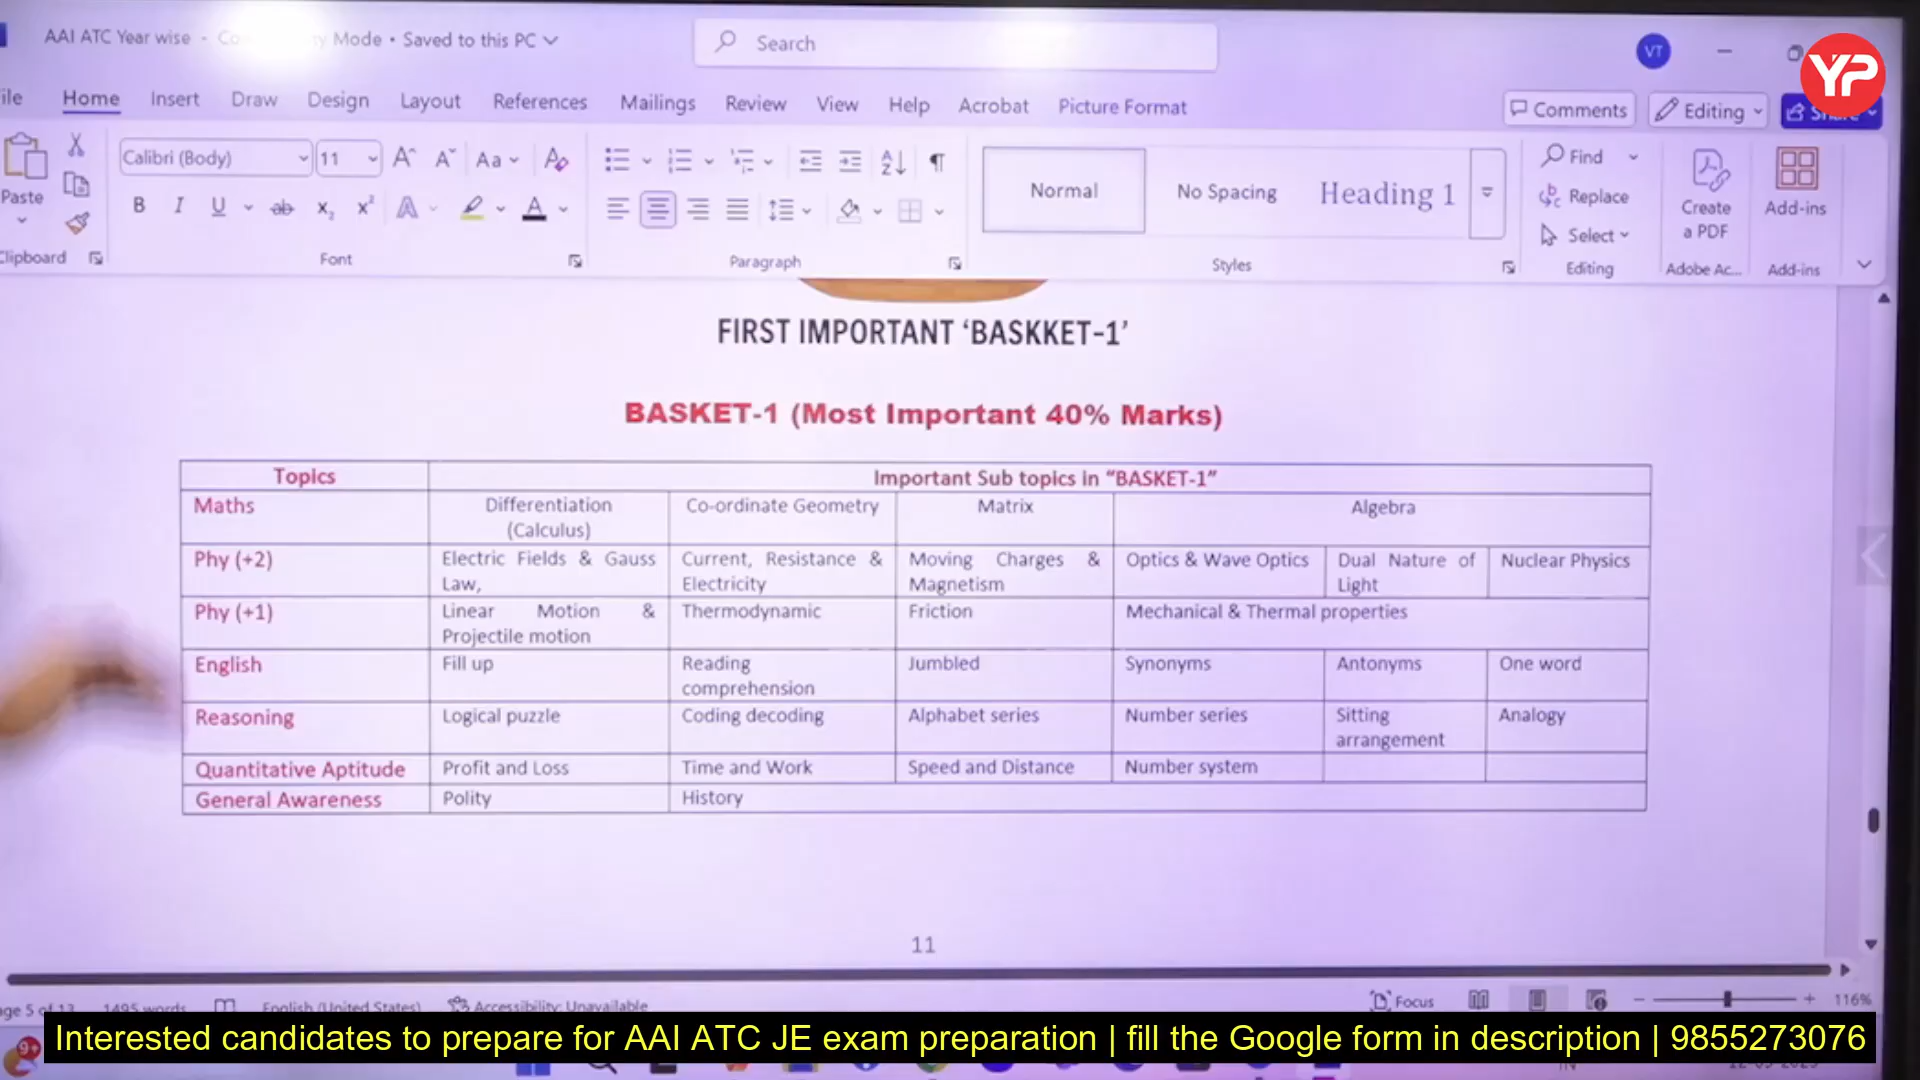 AAI ATC Year wise - Mode • Saved to this PC
Search
VT
YP
Home Insert Draw Design Layout References Mailings Review View Help Acrobat Picture Format
Comments Editing
Paste
Calibri (Body) 11 Aa
Normal No Spacing Heading 1
Find
Replace
Select
Create a PDF
Add-ins
Font Paragraph Styles Editing Adobe Ac... Add-ins
FIRST IMPORTANT ‘BASKKET-1’
BASKET-1 (Most Important 40% Marks)
Topics Important Sub topics in “BASKET-1”
Maths Differentiation (Calculus) Co-ordinate Geometry Matrix Algebra
Phy (+2) Electric Fields & Gauss Law, Current, Resistance & Electricity Moving Charges & Magnetism Optics & Wave Optics Dual Nature of Light Nuclear Physics
Phy (+1) Linear Motion & Projectile motion Thermodynamic Friction Mechanical & Thermal properties
English Fill up Reading comprehension Jumbled Synonyms Antonyms One word
Reasoning Logical puzzle Coding decoding Alphabet series Number series Sitting arrangement Analogy
Quantitative Aptitude Profit and Loss Time and Work Speed and Distance Number system
General Awareness Polity History
11
1495 words English (United States) Accessibility: Unavailable Focus 116%
Interested candidates to prepare for AAI ATC JE exam preparation | fill the Google form in description | 9855273076